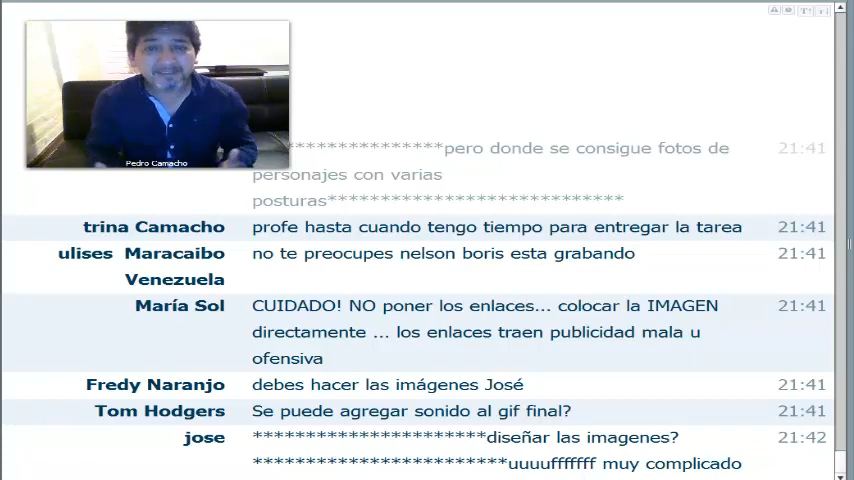 Pedro Camacho
******************pero donde se consigue fotos de 21:41
personajes con varias
posturas****************************
trina Camacho profe hasta cuando tengo tiempo para entregar la tarea 21:41
ulises Maracaibo no te preocupes nelson boris esta grabando 21:41
Venezuela
María Sol CUIDADO! NO poner los enlaces... colocar la IMAGEN 21:41
directamente ... los enlaces traen publicidad mala u
ofensiva
Fredy Naranjo debes hacer las imágenes José 21:41
Tom Hodgers Se puede agregar sonido al gif final? 21:41
jose **********************diseñar las imagenes? 21:42
************************uuuufffffff muy complicado